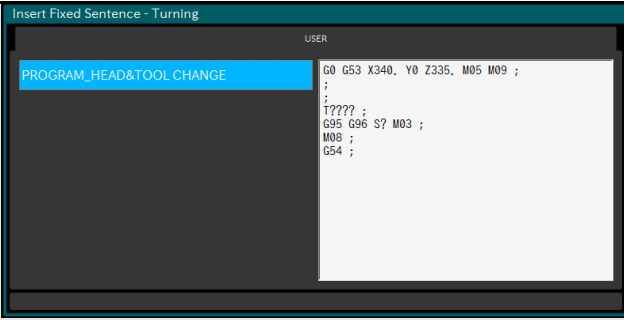 Insert Fixed Sentence - Turning
USER
PROGRAM_HEAD&TOOL CHANGE
G0 G53 X340. Y0 Z335. M05 M09 ;
;
;
T???? ;
G95 G96 S? M03 ;
M08 ;
G54 ;